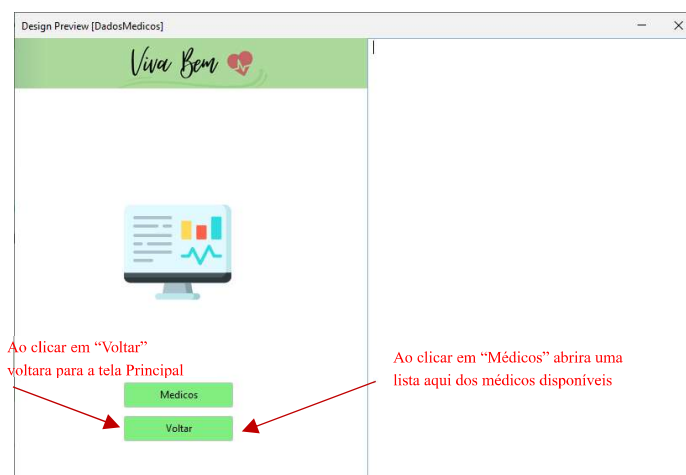 Design Preview [DadosMedicos]
Viva Bem
Ao clicar em “Voltar”
voltara para a tela Principal
Ao clicar em “Médicos” abrira uma
lista aqui dos médicos disponíveis
Medicos
Voltar